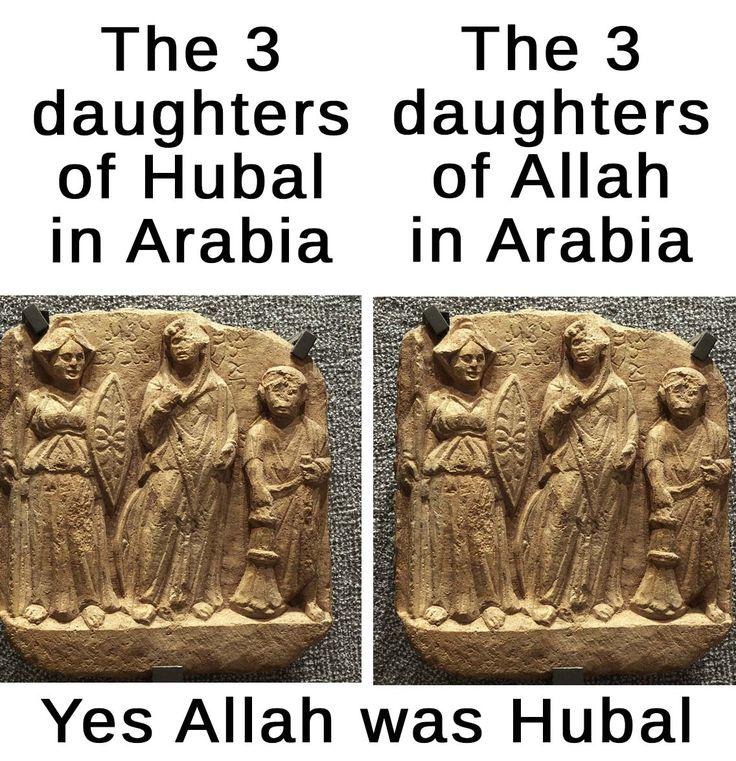 The 3
daughters
of Hubal
in Arabia
The 3
daughters
of Allah
in Arabia
Yes Allah was Hubal